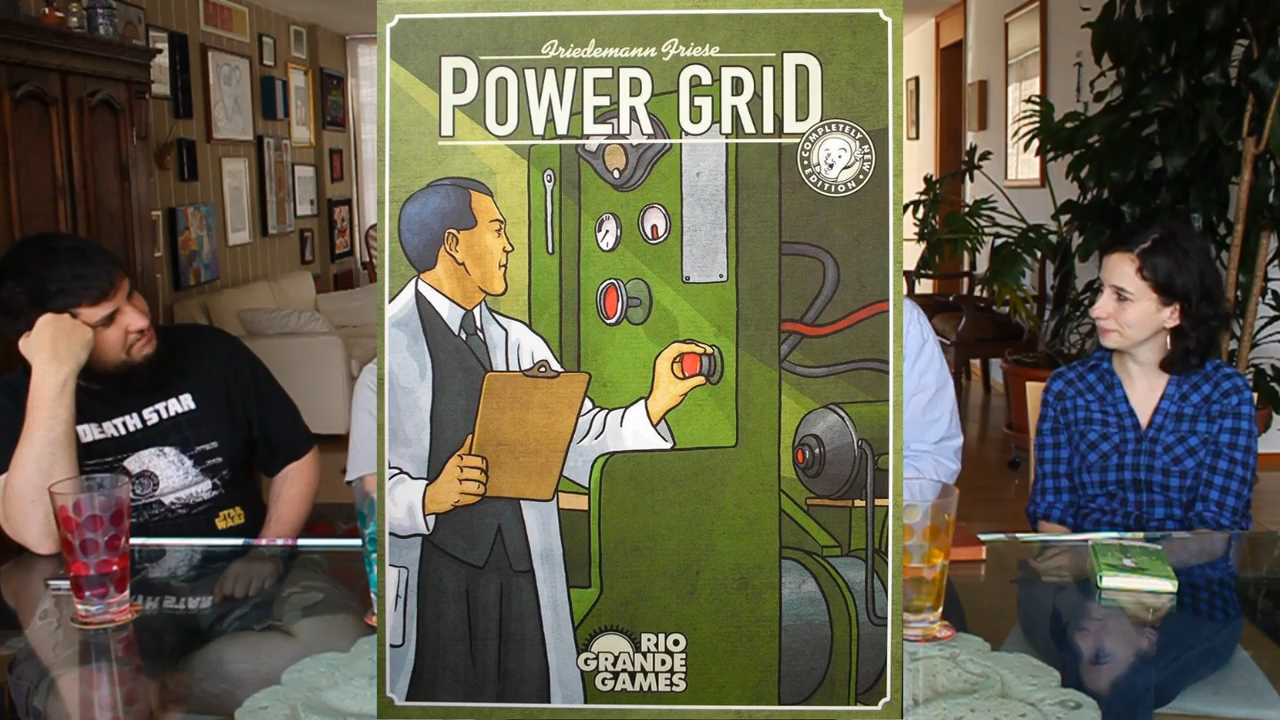 Friedemann Friese
POWER GRID
COMPLETELY NEW
EDITION
DEATH STAR
STAR
WARS
RIO
GRANDE
GAMES